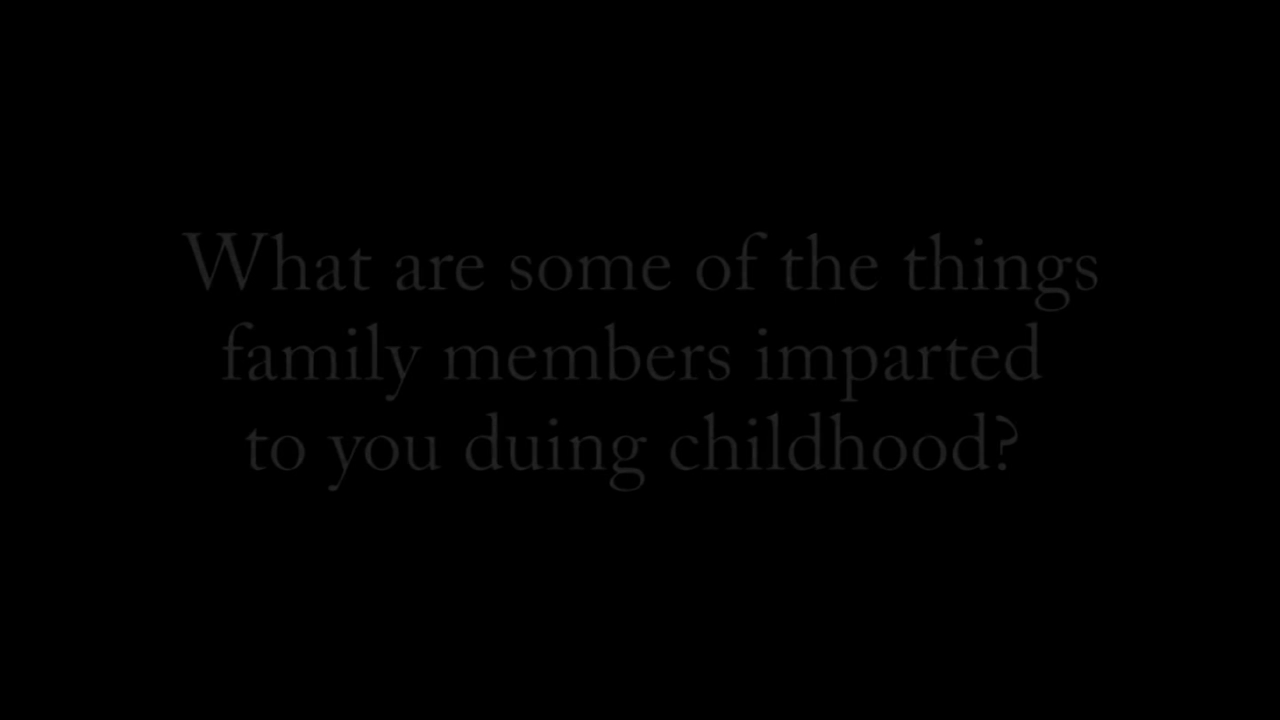 What are some of the things
family members imparted
to you duing childhood?